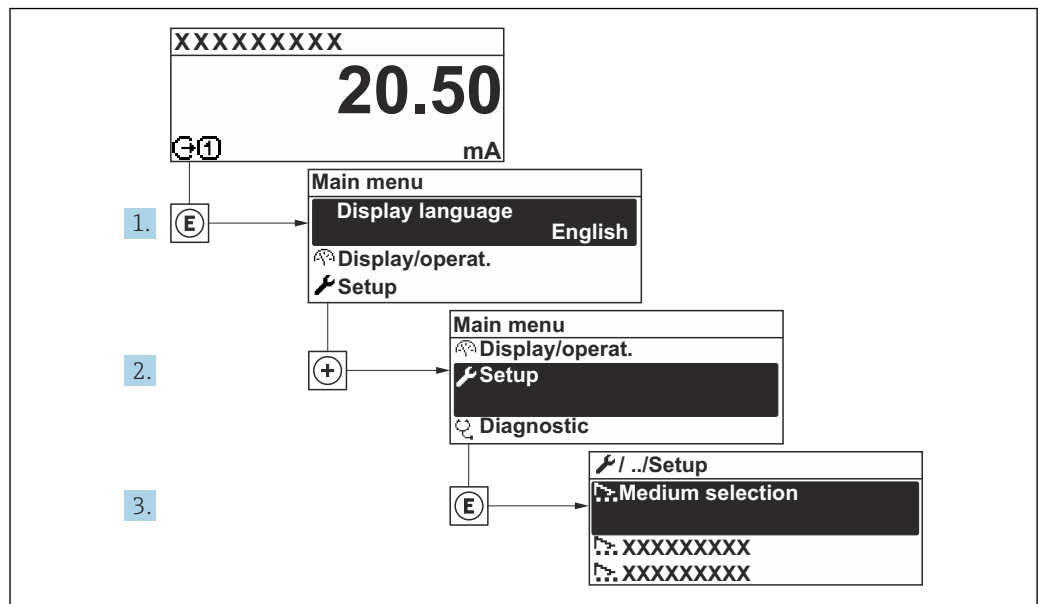 XXXXXXXXX
20.50
1 mA
Main menu
1. E Display language
English
Display/operat.
Setup
Main menu
Display/operat.
2. + Setup
Diagnostic
/ ../Setup
3. E Medium selection
XXXXXXXXX
XXXXXXXXX